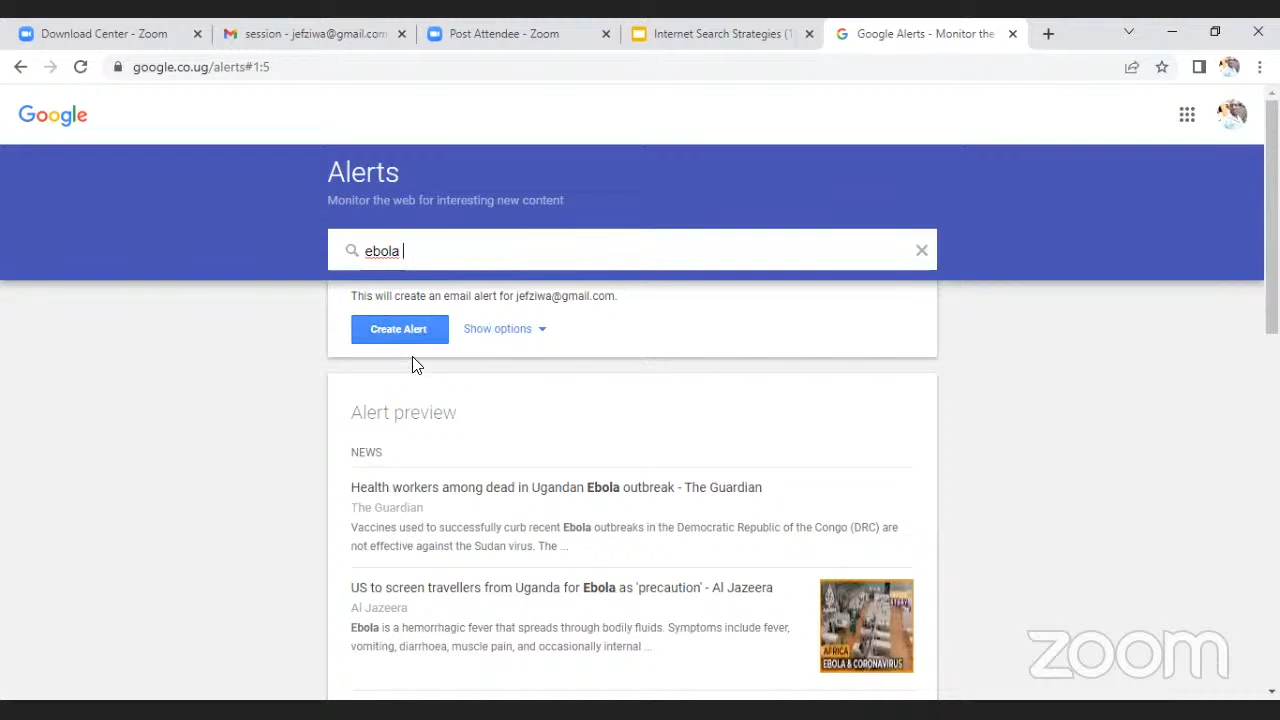 Download Center - Zoom
session - jefziwa@gmail.com
Post Attendee - Zoom
Internet Search Strategies (1
Google Alerts - Monitor the
google.co.ug/alerts#1:5
Google
Alerts
Monitor the web for interesting new content
ebola
This will create an email alert for jefziwa@gmail.com.
Create Alert
Show options
Alert preview
NEWS
Health workers among dead in Ugandan Ebola outbreak - The Guardian
The Guardian
Vaccines used to successfully curb recent Ebola outbreaks in the Democratic Republic of the Congo (DRC) are
not effective against the Sudan virus. The ...
US to screen travellers from Uganda for Ebola as 'precaution' - Al Jazeera
Al Jazeera
Ebola is a hemorrhagic fever that spreads through bodily fluids. Symptoms include fever,
vomiting, diarrhoea, muscle pain, and occasionally internal ...
AFRICA
EBOLA & CORONAVIRUS
zoom